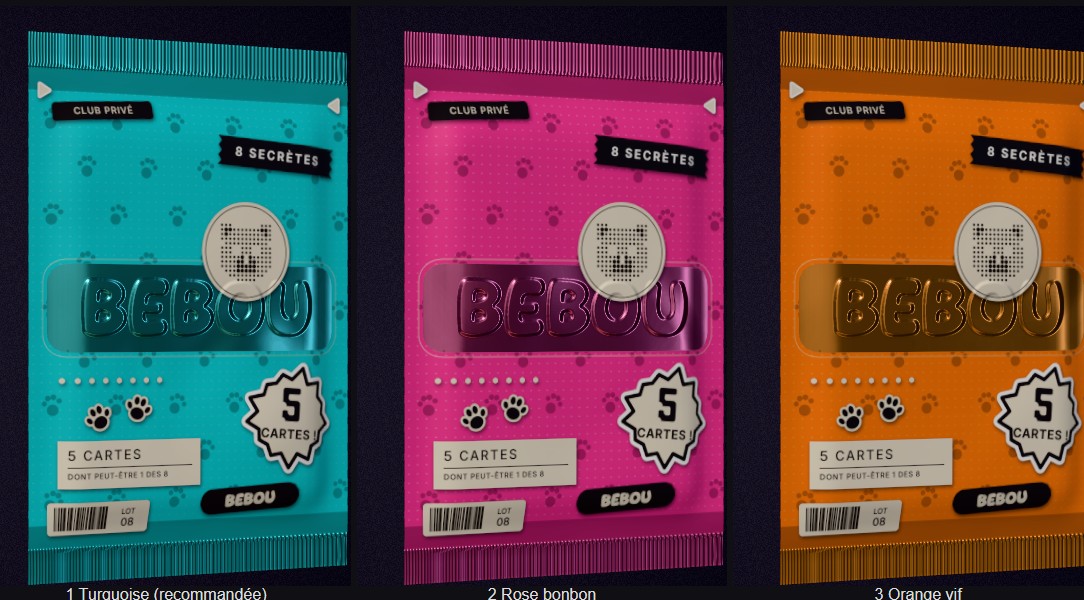 CLUB PRIVÉ
8 SECRÈTES
BEBOU
5
CARTES !
5 CARTES
DONT PEUT-ÊTRE 1 DES 8
BEBOU
LOT
08
1 Turquoise (recommandée)
CLUB PRIVÉ
8 SECRÈTES
BEBOU
5
CARTES !
5 CARTES
DONT PEUT-ÊTRE 1 DES 8
BEBOU
LOT
08
2 Rose bonbon
CLUB PRIVÉ
8 SECRÈTES
BEBOU
5
CARTES !
5 CARTES
DONT PEUT-ÊTRE 1 DES 8
BEBOU
LOT
08
3 Orange vif